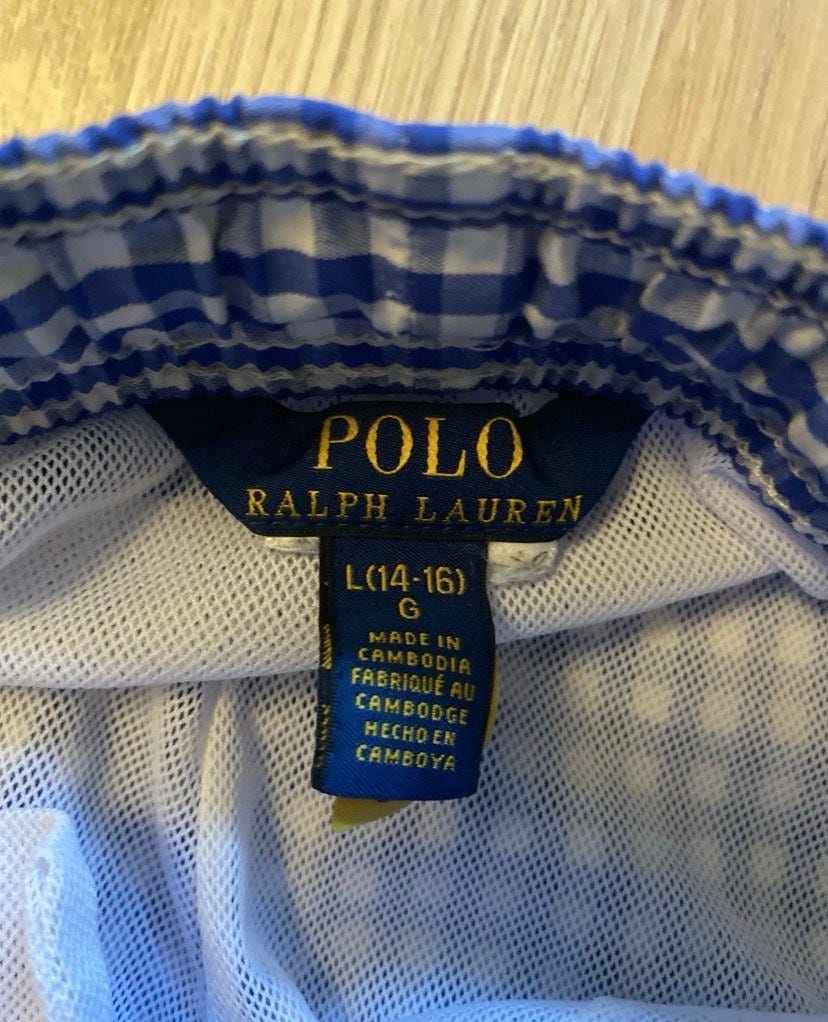 POLO
RALPH LAUREN
L(14-16)
G
MADE IN
CAMBODIA
FABRIQUÉ AU
CAMBODGE
HECHO EN
CAMBOYA